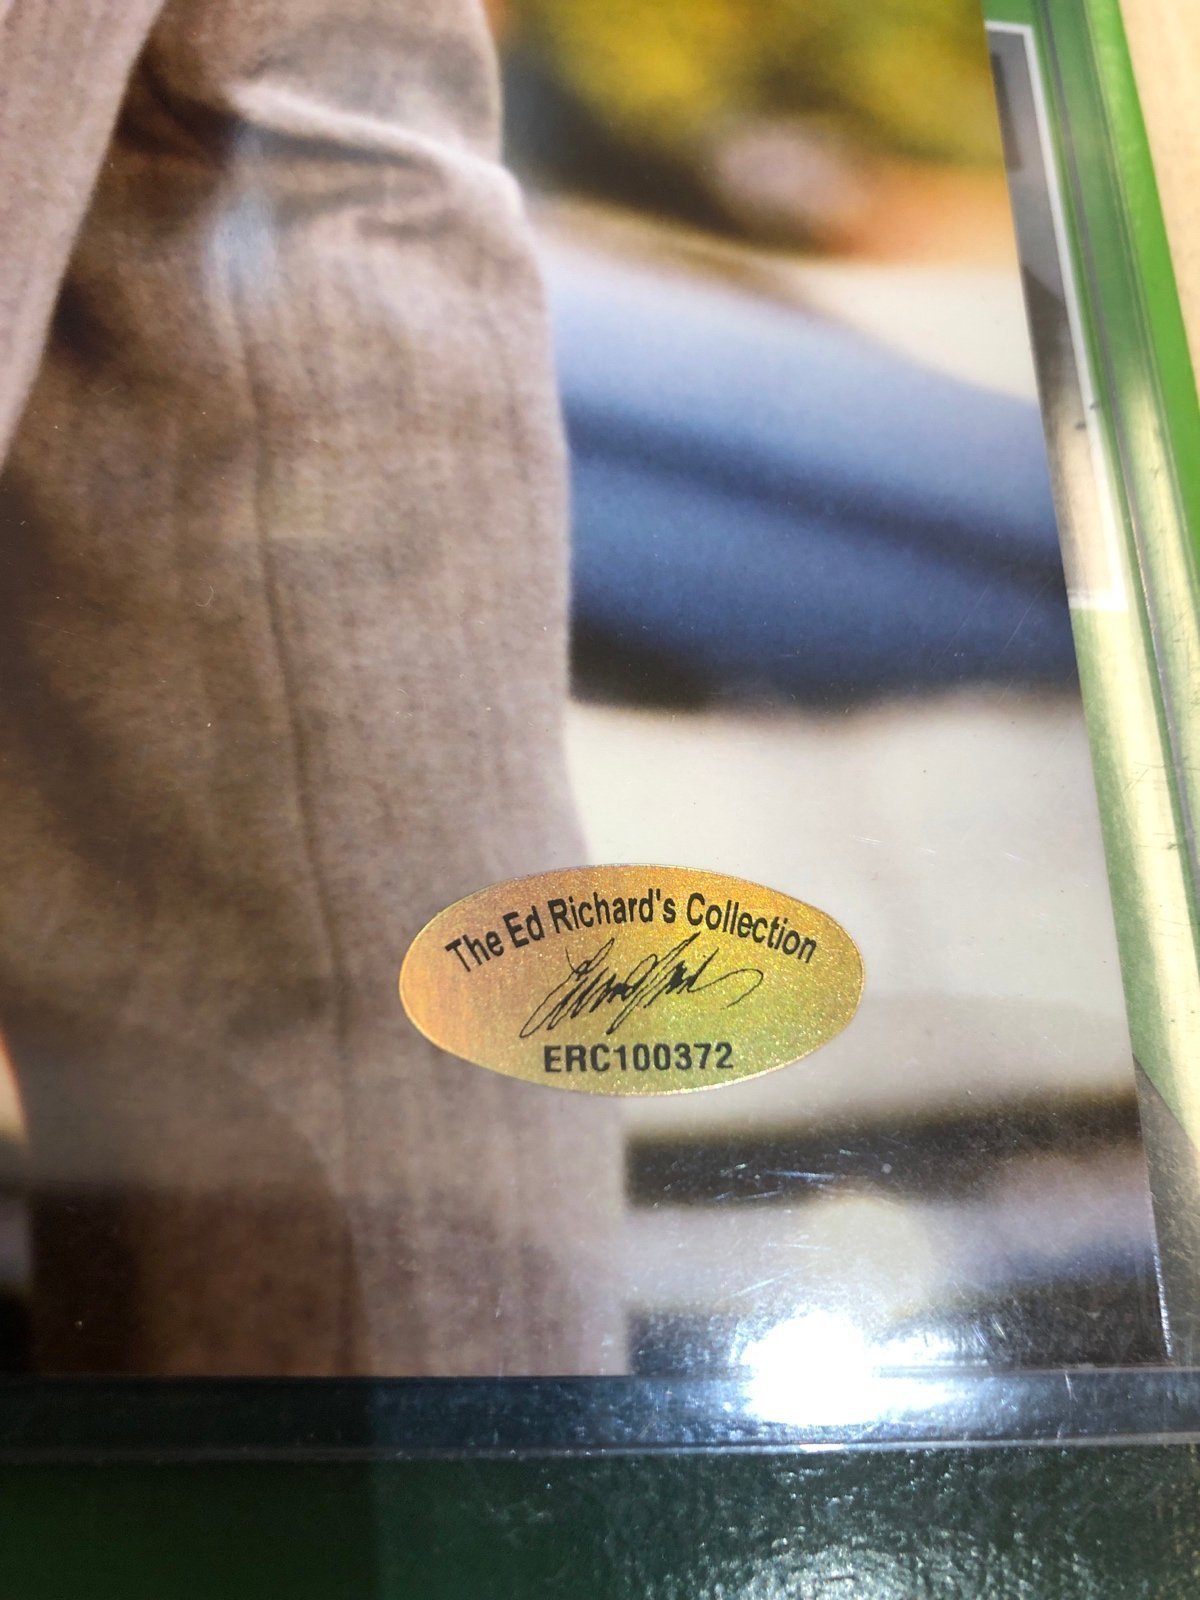 The Ed Richard's Collection
ERC100372